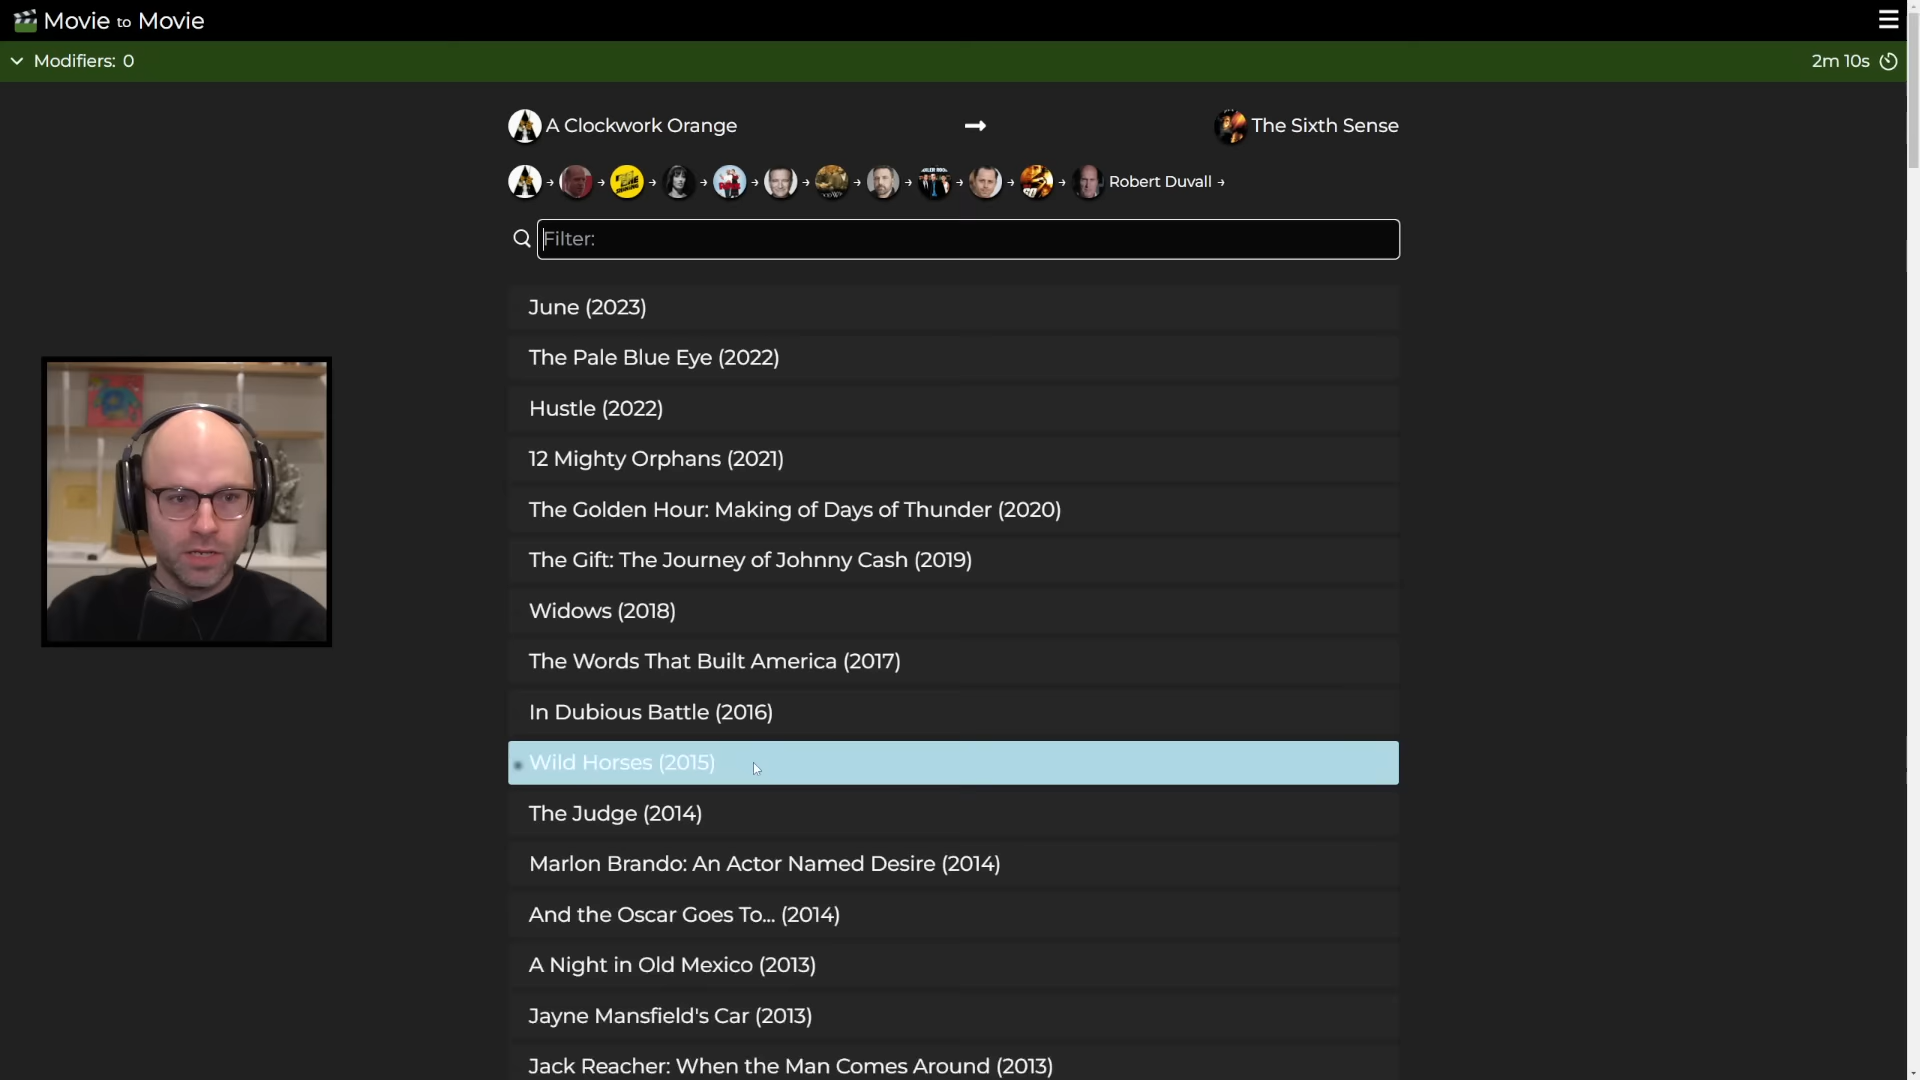 Movie to Movie
Modifiers: 0
2m 10s
A Clockwork Orange
The Sixth Sense
Robert Duvall
Filter:
June (2023)
The Pale Blue Eye (2022)
Hustle (2022)
12 Mighty Orphans (2021)
The Golden Hour: Making of Days of Thunder (2020)
The Gift: The Journey of Johnny Cash (2019)
Widows (2018)
The Words That Built America (2017)
In Dubious Battle (2016)
Wild Horses (2015)
The Judge (2014)
Marlon Brando: An Actor Named Desire (2014)
And the Oscar Goes To... (2014)
A Night in Old Mexico (2013)
Jayne Mansfield's Car (2013)
Jack Reacher: When the Man Comes Around (2013)